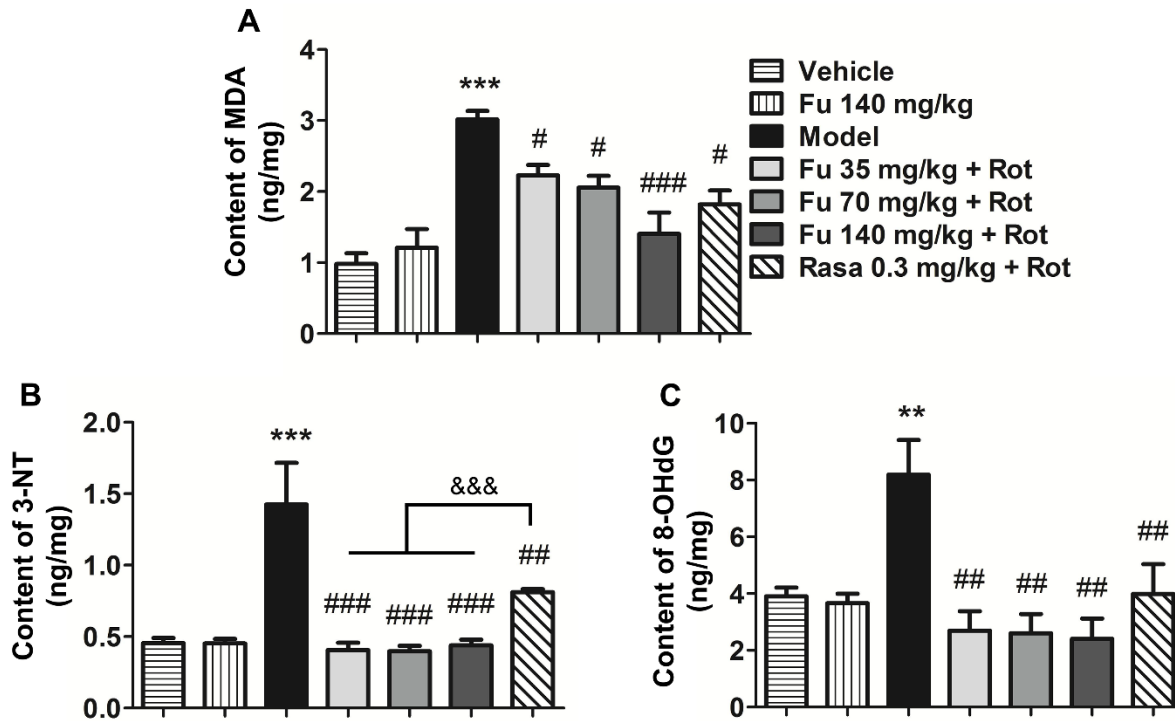 A
Content of MDA
(ng/mg)
4
3
2
1
0
***
#
#
###
#
Vehicle
Fu 140 mg/kg
Model
Fu 35 mg/kg + Rot
Fu 70 mg/kg + Rot
Fu 140 mg/kg + Rot
Rasa 0.3 mg/kg + Rot
B
Content of 3-NT
(ng/mg)
2.0
1.5
1.0
0.5
0.0
***
&&&
###
###
###
##
C
Content of 8-OHdG
(ng/mg)
10
8
6
4
2
0
**
##
##
##
##